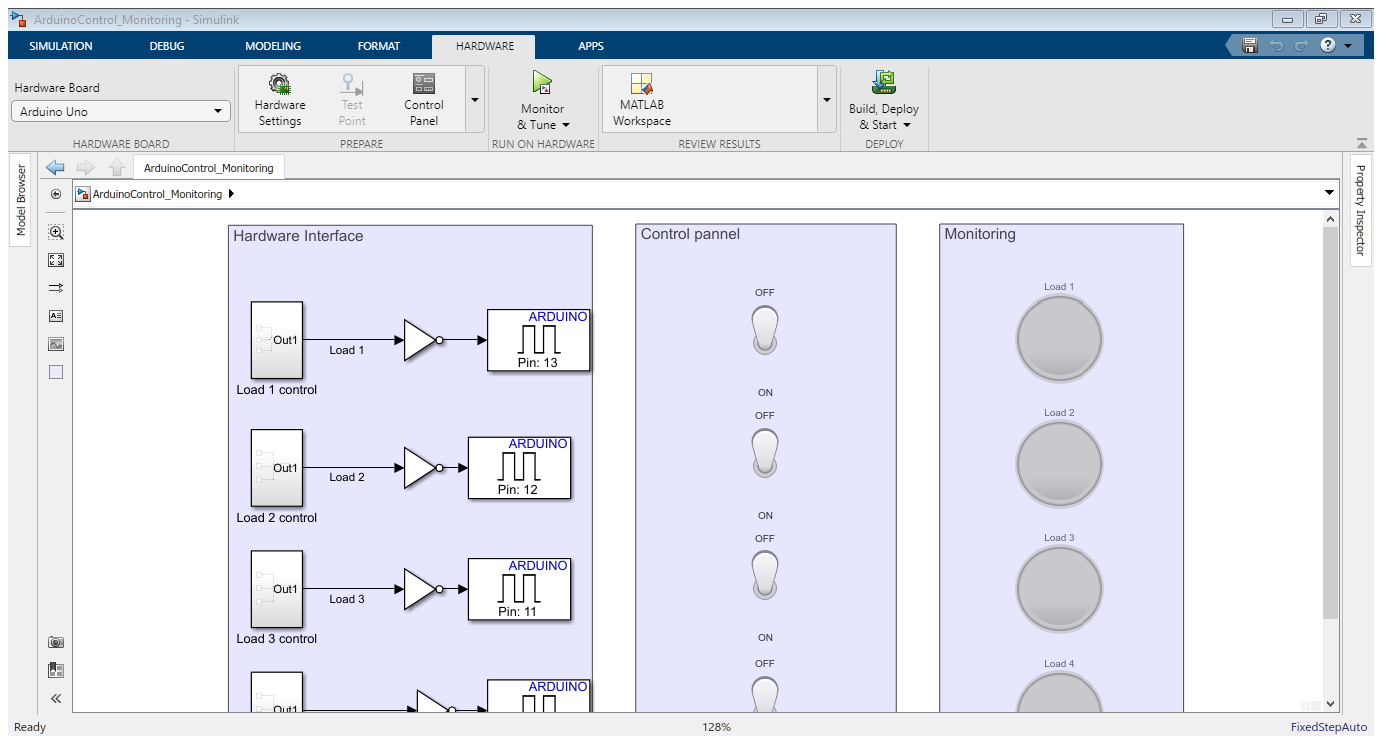 ArduinoControl_Monitoring - Simulink
SIMULATION
DEBUG
MODELING
FORMAT
HARDWARE
APPS
?
Hardware Board
Arduino Uno
HARDWARE BOARD
Hardware
Settings
Test
Point
Control
Panel
PREPARE
Monitor
& Tune
RUN ON HARDWARE
MATLAB
Workspace
REVIEW RESULTS
Build, Deploy
& Start
DEPLOY
Model Browser
ArduinoControl_Monitoring
ArduinoControl_Monitoring
Property Inspector
Hardware Interface
Out1
Load 1
ARDUINO
Pin: 13
Load 1 control
Out1
Load 2
ARDUINO
Pin: 12
Load 2 control
Out1
Load 3
ARDUINO
Pin: 11
Load 3 control
Out1
ARDUINO
Control pannel
OFF
ON
OFF
ON
OFF
ON
OFF
Monitoring
Load 1
Load 2
Load 3
Load 4
Ready
128%
FixedStepAuto